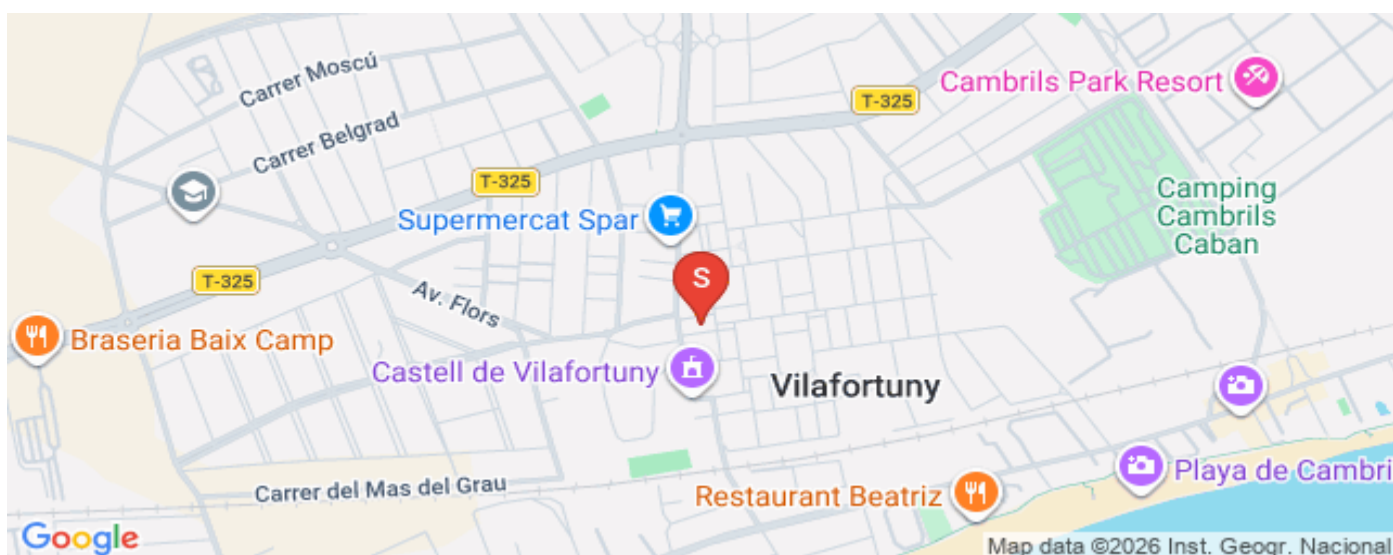 Carrer Moscú
Cambrils Park Resort
T-325
Carrer Belgrad
T-325
Camping
Cambrils
Caban
Supermercat Spar
S
T-325
Av. Flors
Braseria Baix Camp
Castell de Vilafortuny
Vilafortuny
Carrer del Mas del Grau
Restaurant Beatriz
Playa de Cambri
Google
Map data ©2026 Inst. Geogr. Nacional